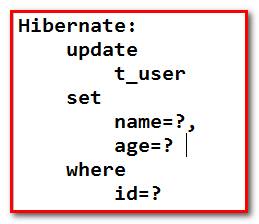 Hibernate:
    update
        t_user
    set
        name=?,
        age=?
    where
        id=?